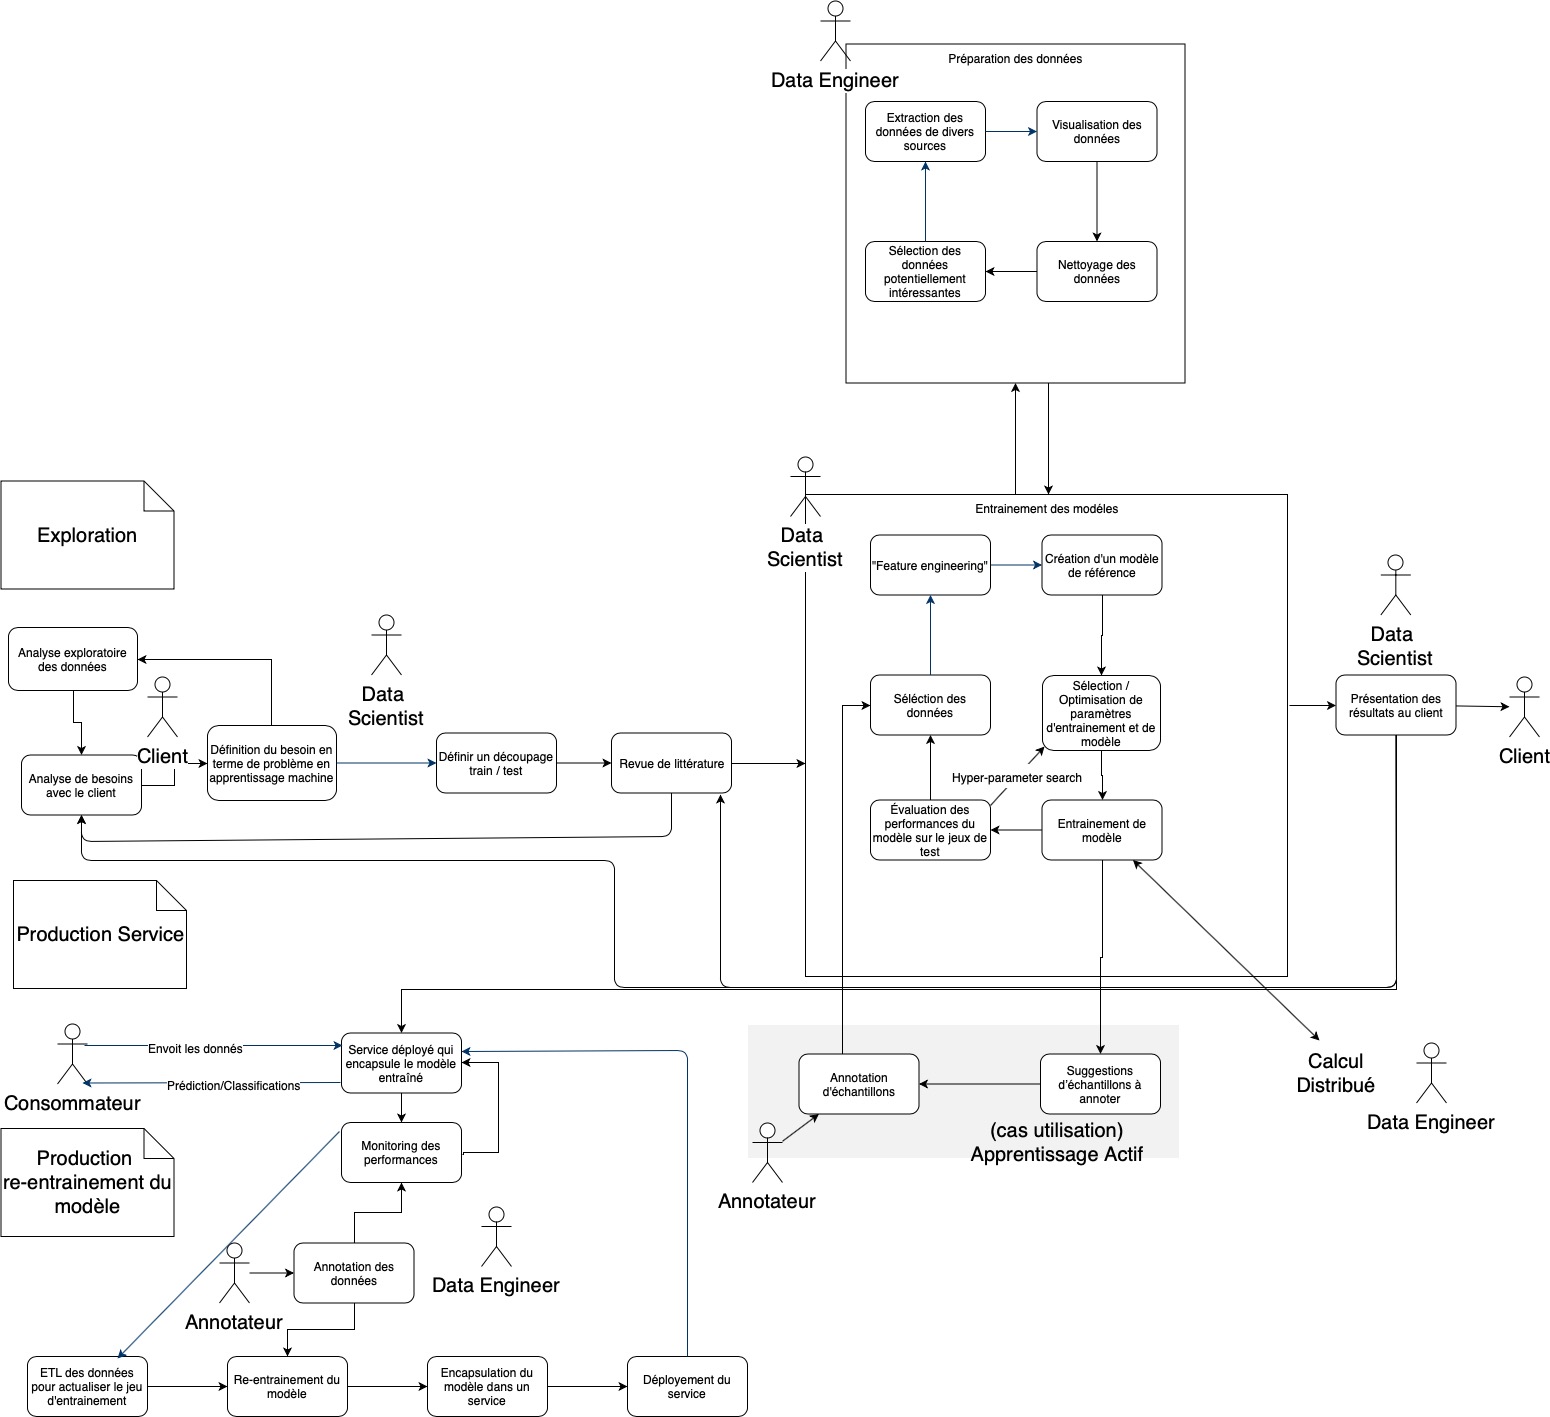 Data Engineer
Préparation des données
Extraction des
données de divers
sources
Visualisation des
données
Sélection des
données
potentiellement
intéressantes
Nettoyage des
données
Exploration
Data
Scientist
Entrainement des modéles
"Feature engineering"
Création d'un modèle
de référence
Séléction des
données
Sélection /
Optimisation de
paramètres
d'entrainement et de
modèle
Hyper-parameter search
Évaluation des
performances du
modèle sur le jeux de
test
Entrainement de
modèle
Analyse exploratoire
des données
Client
Analyse de besoins
avec le client
Définition du besoin en
terme de problème en
apprentissage machine
Data
Scientist
Définir un découpage
train / test
Revue de littérature
Data
Scientist
Présentation des
résultats au client
Client
Production Service
Consommateur
Envoit les donnés
Prédiction/Classifications
Service déployé qui
encapsule le modèle
entraîné
Monitoring des
performances
Annotation
d'échantillons
Suggestions
d'échantillons à
annoter
(cas utilisation)
Apprentissage Actif
Annotateur
Calcul
Distribué
Data Engineer
Production
re-entrainement du
modèle
Annotateur
Annotation des
données
Data Engineer
ETL des données
pour actualiser le jeu
d'entrainement
Re-entrainement du
modèle
Encapsulation du
modèle dans un
service
Déployement du
service